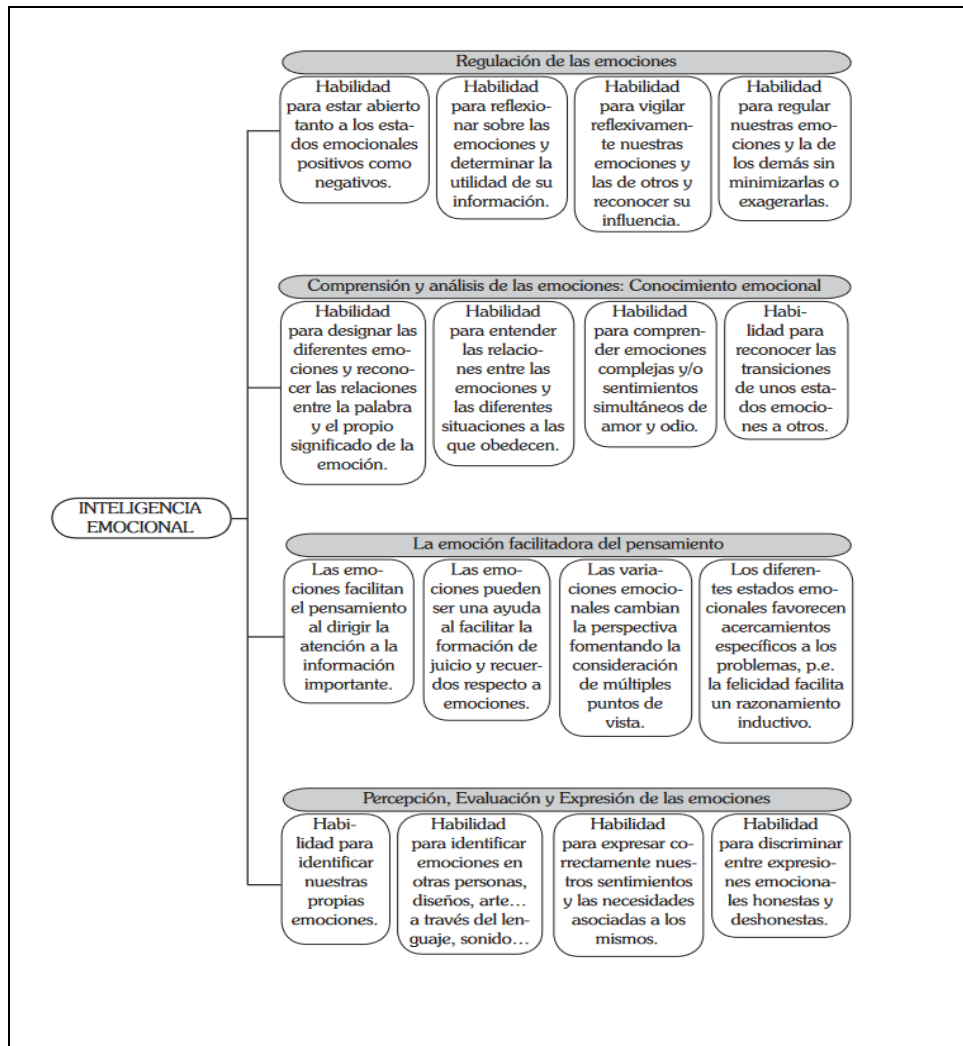 Regulación de las emociones
Habilidad
para estar abierto
tanto a los esta-
dos emocionales
positivos como
negativos.
Habilidad
para reflexio-
nar sobre las
emociones y
determinar la
utilidad de su
información.
Habilidad
para vigilar
reflexivamen-
te nuestras
emociones y
las de otros y
reconocer su
influencia.
Habilidad
para regular
nuestras emo-
ciones y la de
los demás sin
minimizarlas o
exagerarlas.
Comprensión y análisis de las emociones: Conocimiento emocional
Habilidad
para designar las
diferentes emo-
ciones y recono-
cer las relaciones
entre la palabra
y el propio
significado de la
emoción.
Habilidad
para entender
las relacio-
nes entre las
emociones y
las diferentes
situaciones a las
que obedecen.
Habilidad
para compren-
der emociones
complejas y/o
sentimientos
simultáneos de
amor y odio.
Habi-
lidad para
reconocer las
transiciones
de unos esta-
dos emocio-
nes a otros.
INTELIGENCIA
EMOCIONAL
La emoción facilitadora del pensamiento
Las emo-
ciones facilitan
el pensamiento
al dirigir la
atención a la
información
importante.
Las emo-
ciones pueden
ser una ayuda
al facilitar la
formación de
juicio y recuer-
dos respecto a
emociones.
Las varia-
ciones emocio-
nales cambian
la perspectiva
fomentando la
consideración
de múltiples
puntos de
vista.
Los diferen-
tes estados emo-
cionales favorecen
acercamientos
específicos a los
problemas, p.e.
la felicidad facilita
un razonamiento
inductivo.
Percepción, Evaluación y Expresión de las emociones
Habi-
lidad para
identificar
nuestras
propias
emociones.
Habilidad
para identificar
emociones en
otras personas,
diseños, arte…
a través del len-
guaje, sonido…
Habilidad
para expresar co-
rrectamente nues-
tros sentimientos
y las necesidades
asociadas a los
mismos.
Habilidad
para discriminar
entre expresio-
nes emociona-
les honestas y
deshonestas.